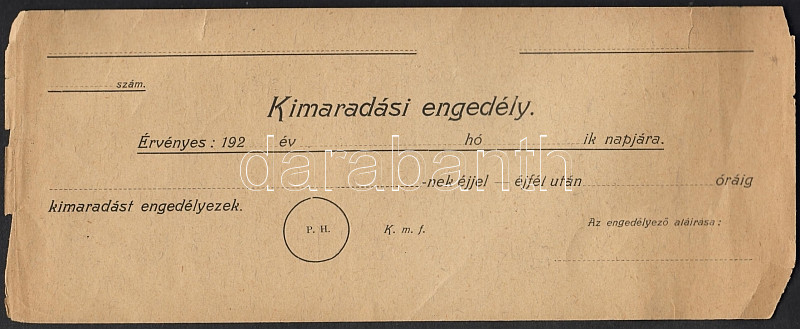 szám.
Kimaradási engedély.
Érvényes: 192 év hó ik napjára.
darabanth
-nek éjjel — éjfél után óráig
kimaradást engedélyezek.
P. H. K. m. f. Az engedélyező aláírása: